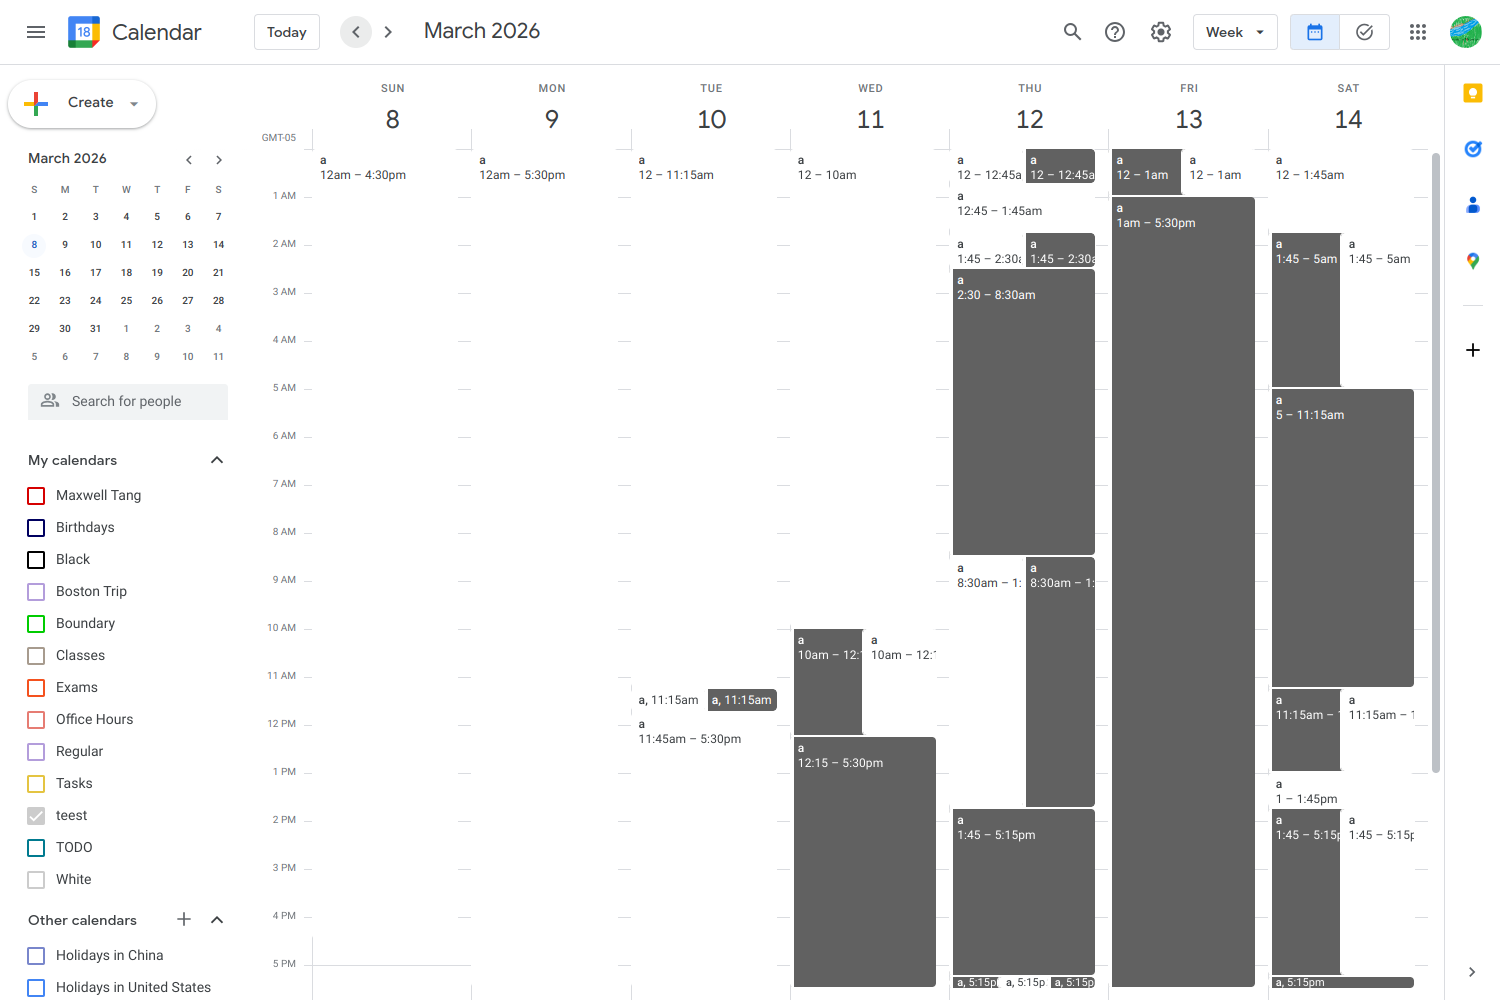 18 Calendar
Today
March 2026
Week
Create
March 2026
S M T W T F S
1 2 3 4 5 6 7
8 9 10 11 12 13 14
15 16 17 18 19 20 21
22 23 24 25 26 27 28
29 30 31 1 2 3 4
5 6 7 8 9 10 11
Search for people
My calendars
Maxwell Tang
Birthdays
Black
Boston Trip
Boundary
Classes
Exams
Office Hours
Regular
Tasks
teest
TODO
White
Other calendars
Holidays in China
Holidays in United States
GMT-05
SUN
8
MON
9
TUE
10
WED
11
THU
12
FRI
13
SAT
14
1 AM
2 AM
3 AM
4 AM
5 AM
6 AM
7 AM
8 AM
9 AM
10 AM
11 AM
12 PM
1 PM
2 PM
3 PM
4 PM
5 PM
a
12am – 4:30pm
a
12am – 5:30pm
a
12 – 11:15am
a, 11:15am
a, 11:15am
a
11:45am – 5:30pm
a
12 – 10am
a
10am – 12:1
a
10am – 12:1
a
12:15 – 5:30pm
a
12 – 12:45a
a
12 – 12:45a
a
12:45 – 1:45am
a
1:45 – 2:30a
a
1:45 – 2:30a
a
2:30 – 8:30am
a
8:30am – 1:
a
8:30am – 1:
a
1:45 – 5:15pm
a, 5:15p
a, 5:15p
a, 5:15p
a
12 – 1am
a
12 – 1am
a
1am – 5:30pm
a
12 – 1:45am
a
1:45 – 5am
a
1:45 – 5am
a
5 – 11:15am
a
11:15am –
a
11:15am – 1
a
1 – 1:45pm
a
1:45 – 5:15p
a
1:45 – 5:15p
a, 5:15pm